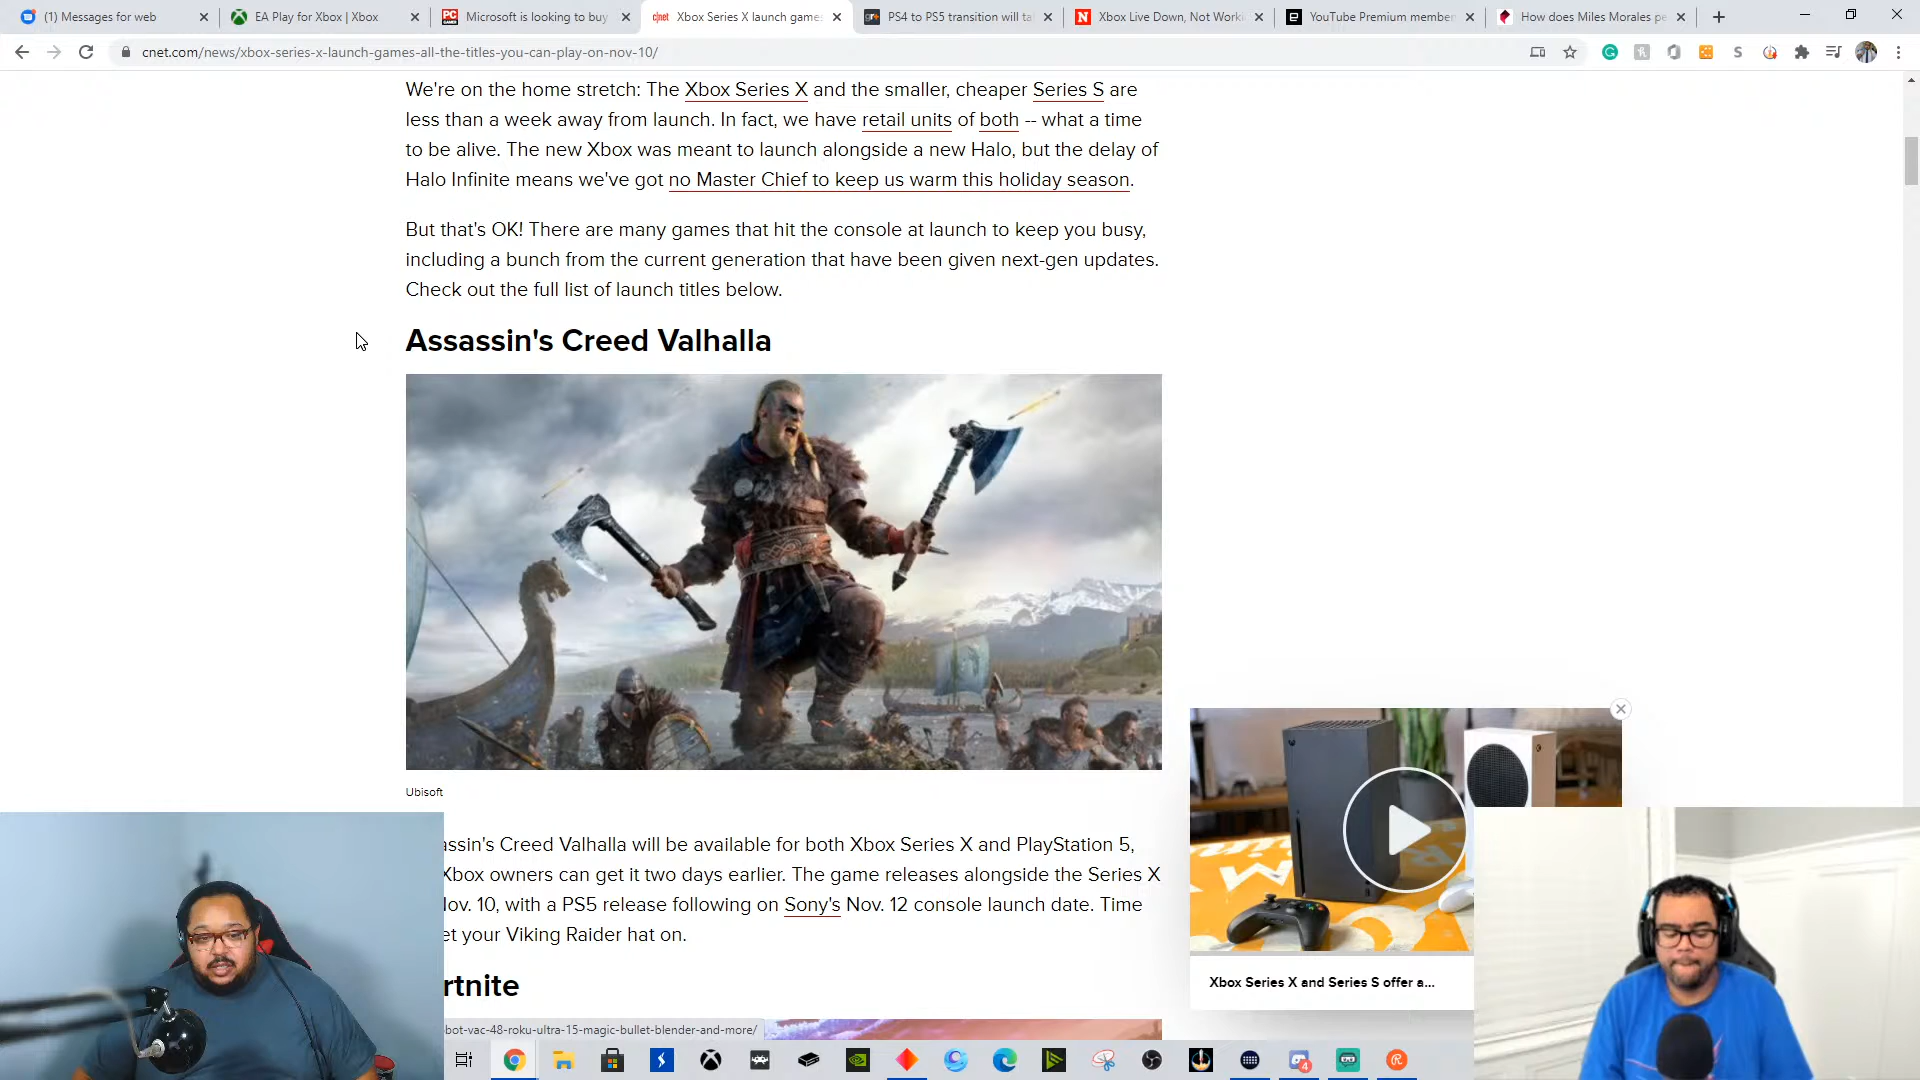 (1) Messages for web
EA Play for Xbox | Xbox
Microsoft is looking to buy
Xbox Series X launch game
PS4 to PS5 transition will ta
Xbox Live Down, Not Worki
YouTube Premium member
How does Miles Morales pe
cnet.com/news/xbox-series-x-launch-games-all-the-titles-you-can-play-on-nov-10/
We're on the home stretch: The Xbox Series X and the smaller, cheaper Series S are
less than a week away from launch. In fact, we have retail units of both -- what a time
to be alive. The new Xbox was meant to launch alongside a new Halo, but the delay of
Halo Infinite means we've got no Master Chief to keep us warm this holiday season.
But that's OK! There are many games that hit the console at launch to keep you busy,
including a bunch from the current generation that have been given next-gen updates.
Check out the full list of launch titles below.
Assassin's Creed Valhalla
Ubisoft
assin's Creed Valhalla will be available for both Xbox Series X and PlayStation 5,
Xbox owners can get it two days earlier. The game releases alongside the Series X
Nov. 10, with a PS5 release following on Sony's Nov. 12 console launch date. Time
et your Viking Raider hat on.
rtnite
Xbox Series X and Series S offer a...
bot-vac-48-roku-ultra-15-magic-bullet-blender-and-more/